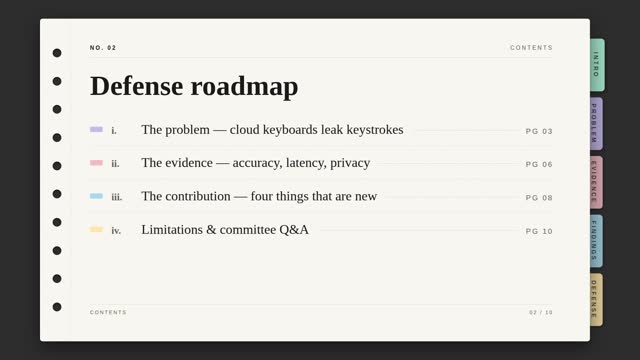 NO. 02
CONTENTS
Defense roadmap
i. The problem — cloud keyboards leak keystrokes PG 03
ii. The evidence — accuracy, latency, privacy PG 06
iii. The contribution — four things that are new PG 08
iv. Limitations & committee Q&A PG 10
CONTENTS
02 / 10
INTRO
PROBLEM
EVIDENCE
FINDINGS
DEFENSE